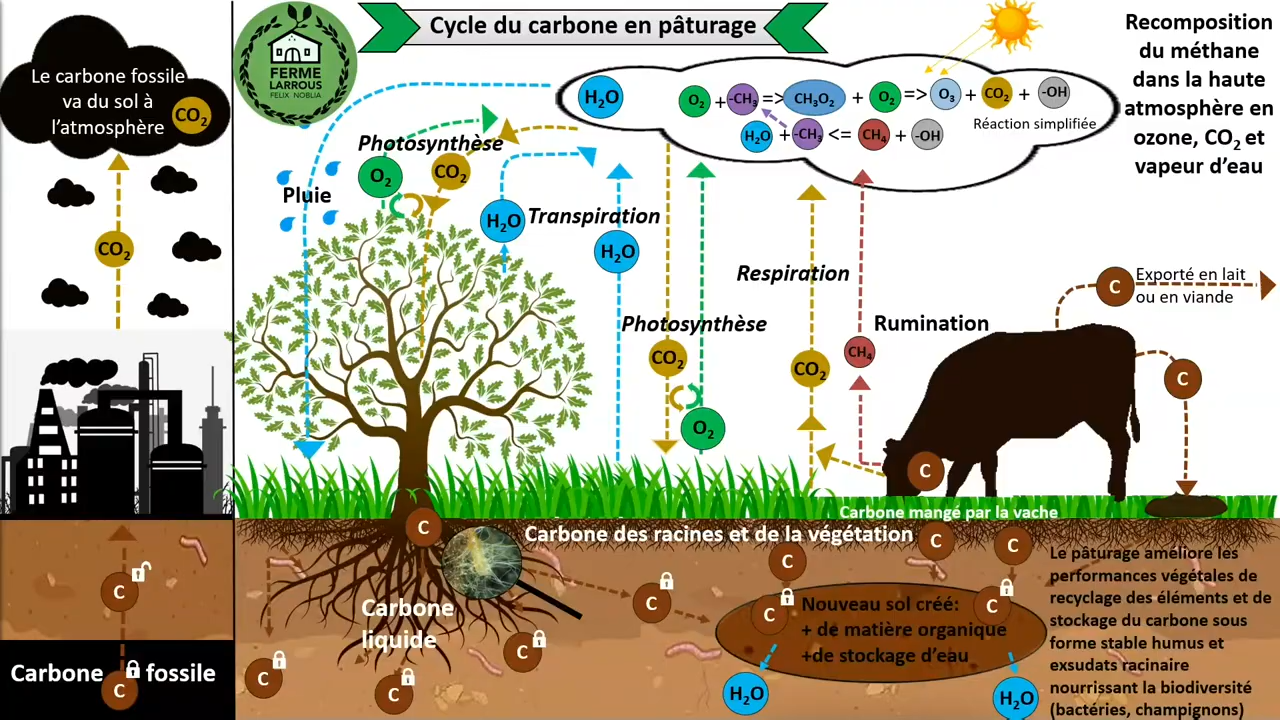 Cycle du carbone en pâturage
FERME
LARROUS
FELIX NOBLIA
Le carbone fossile
va du sol à
l'atmosphère
CO₂
CO₂
C
Carbone fossile
C
Recomposition
du méthane
dans la haute
atmosphère en
ozone, CO₂ et
vapeur d'eau
H₂O
O₂ + -CH₃ => CH₃O₂ + O₂ => O₃ + CO₂ + -OH
Réaction simplifiée
H₂O + -CH₃ <= CH₄ + -OH
Photosynthèse
O₂
CO₂
Pluie
H₂O
Transpiration
H₂O
Respiration
Photosynthèse
CO₂
O₂
CO₂
Rumination
CH₄
C
Exporté en lait
ou en viande
C
C
Carbone mangé par la vache
C
Carbone des racines et de la végétation
C
C
C
Carbone
liquide
C
C
C
C
C
Nouveau sol créé:
+ de matière organique
+de stockage d'eau
C
H₂O
H₂O
Le pâturage améliore les
performances végétales de
recyclage des éléments et de
stockage du carbone sous
forme stable humus et
exsudats racinaire
nourrissant la biodiversité
(bactéries, champignons)